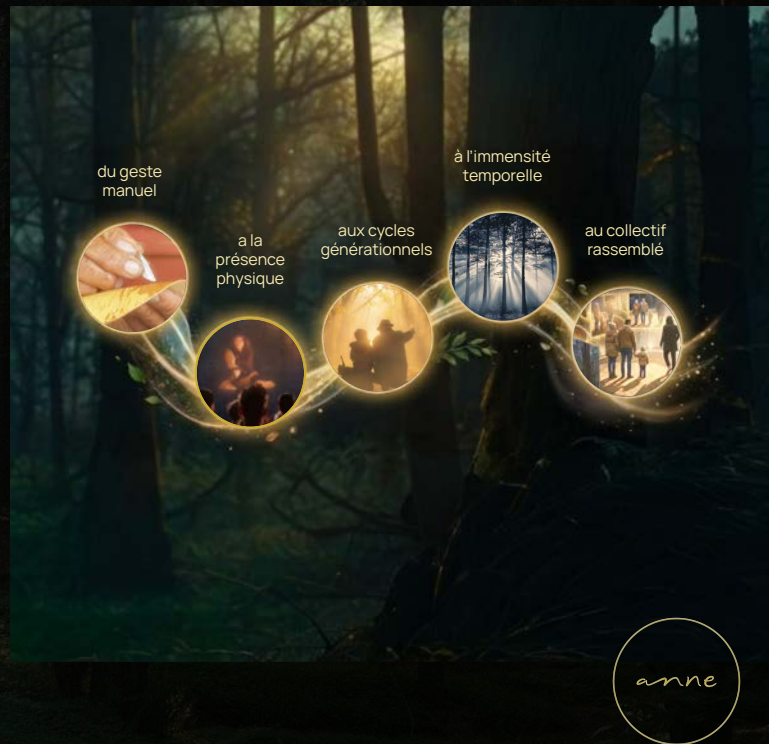 du geste
manuel
a la
présence
physique
aux cycles
générationnels
à l'immensité
temporelle
au collectif
rassemblé
anne